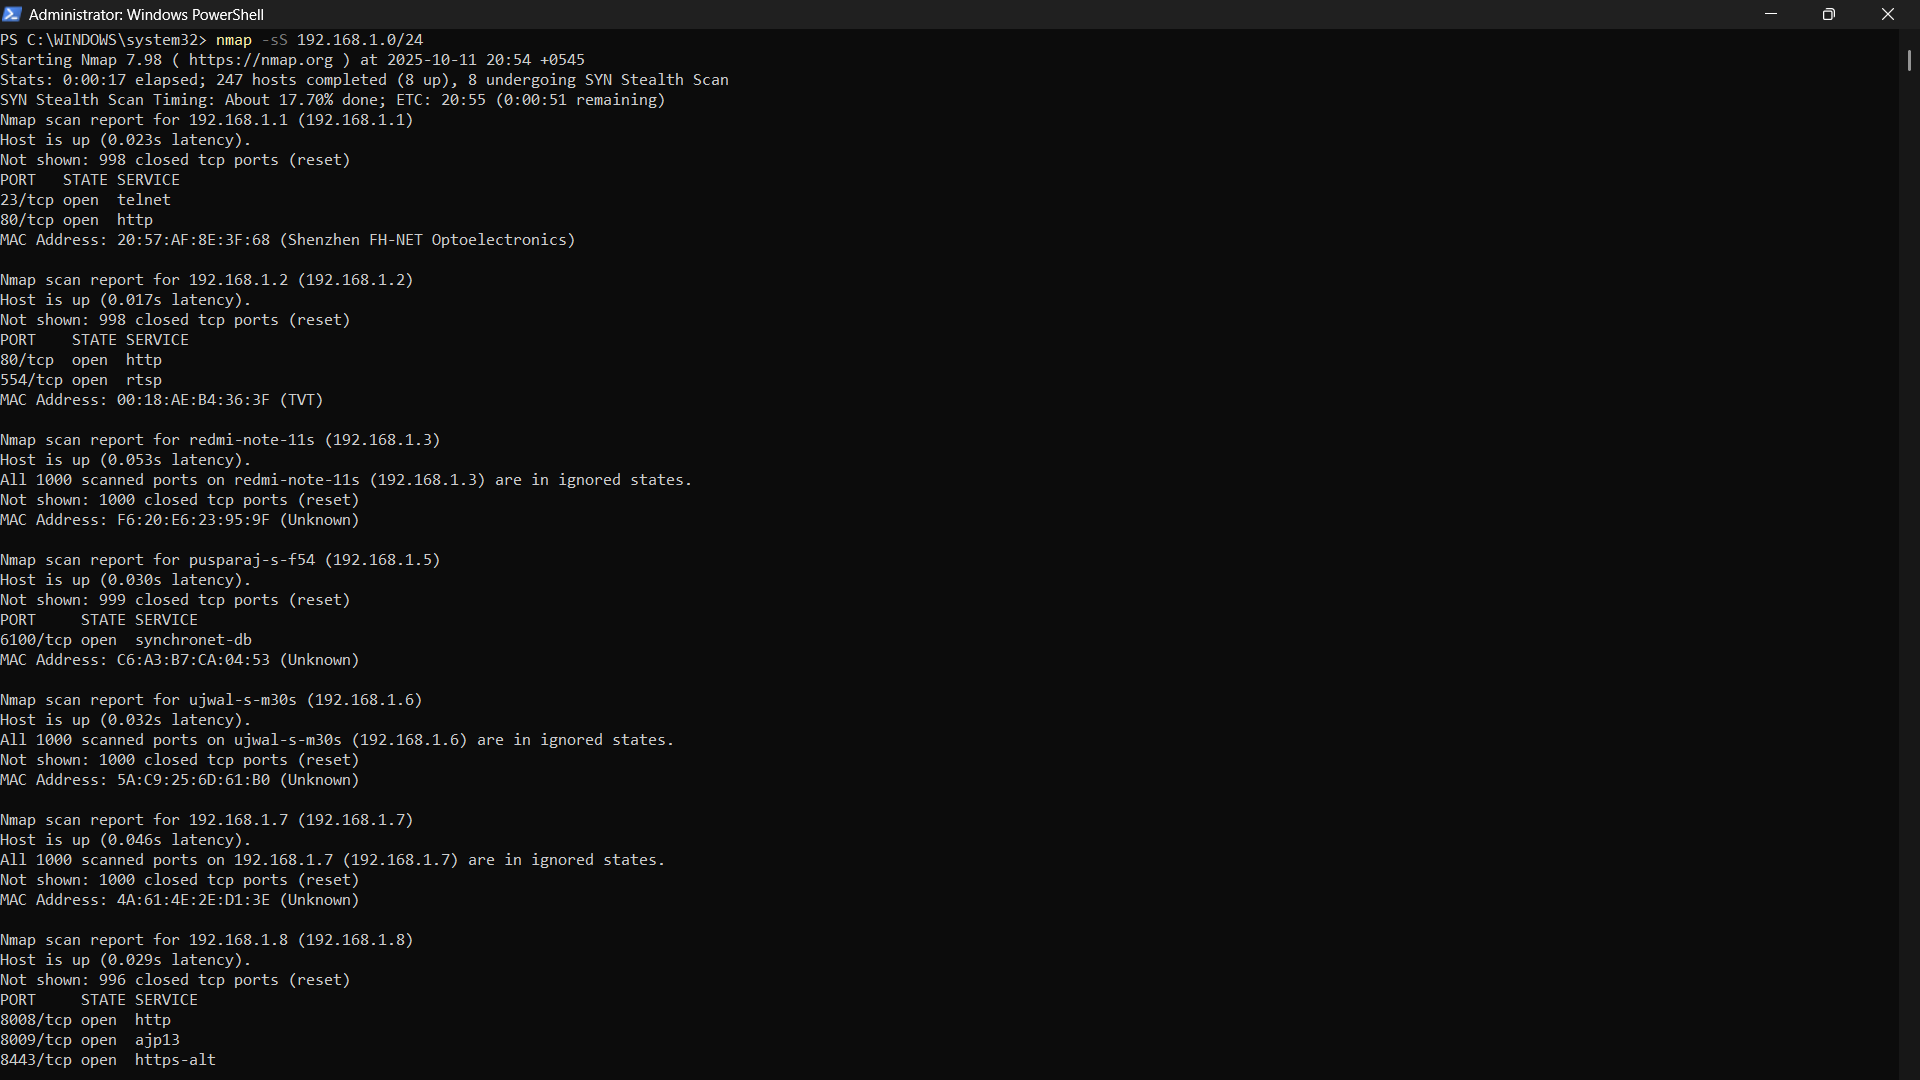 Administrator: Windows PowerShell
PS C:\WINDOWS\system32> nmap -sS 192.168.1.0/24
Starting Nmap 7.98 ( https://nmap.org ) at 2025-10-11 20:54 +0545
Stats: 0:00:17 elapsed; 247 hosts completed (8 up), 8 undergoing SYN Stealth Scan
SYN Stealth Scan Timing: About 17.70% done; ETC: 20:55 (0:00:51 remaining)
Nmap scan report for 192.168.1.1 (192.168.1.1)
Host is up (0.023s latency).
Not shown: 998 closed tcp ports (reset)
PORT   STATE SERVICE
23/tcp open  telnet
80/tcp open  http
MAC Address: 20:57:AF:8E:3F:68 (Shenzhen FH-NET Optoelectronics)

Nmap scan report for 192.168.1.2 (192.168.1.2)
Host is up (0.017s latency).
Not shown: 998 closed tcp ports (reset)
PORT    STATE SERVICE
80/tcp  open  http
554/tcp open  rtsp
MAC Address: 00:18:AE:B4:36:3F (TVT)

Nmap scan report for redmi-note-11s (192.168.1.3)
Host is up (0.053s latency).
All 1000 scanned ports on redmi-note-11s (192.168.1.3) are in ignored states.
Not shown: 1000 closed tcp ports (reset)
MAC Address: F6:20:E6:23:95:9F (Unknown)

Nmap scan report for pusparaj-s-f54 (192.168.1.5)
Host is up (0.030s latency).
Not shown: 999 closed tcp ports (reset)
PORT     STATE SERVICE
6100/tcp open  synchronet-db
MAC Address: C6:A3:B7:CA:04:53 (Unknown)

Nmap scan report for ujwal-s-m30s (192.168.1.6)
Host is up (0.032s latency).
All 1000 scanned ports on ujwal-s-m30s (192.168.1.6) are in ignored states.
Not shown: 1000 closed tcp ports (reset)
MAC Address: 5A:C9:25:6D:61:B0 (Unknown)

Nmap scan report for 192.168.1.7 (192.168.1.7)
Host is up (0.046s latency).
All 1000 scanned ports on 192.168.1.7 (192.168.1.7) are in ignored states.
Not shown: 1000 closed tcp ports (reset)
MAC Address: 4A:61:4E:2E:D1:3E (Unknown)

Nmap scan report for 192.168.1.8 (192.168.1.8)
Host is up (0.029s latency).
Not shown: 996 closed tcp ports (reset)
PORT     STATE SERVICE
8008/tcp open  http
8009/tcp open  ajp13
8443/tcp open  https-alt